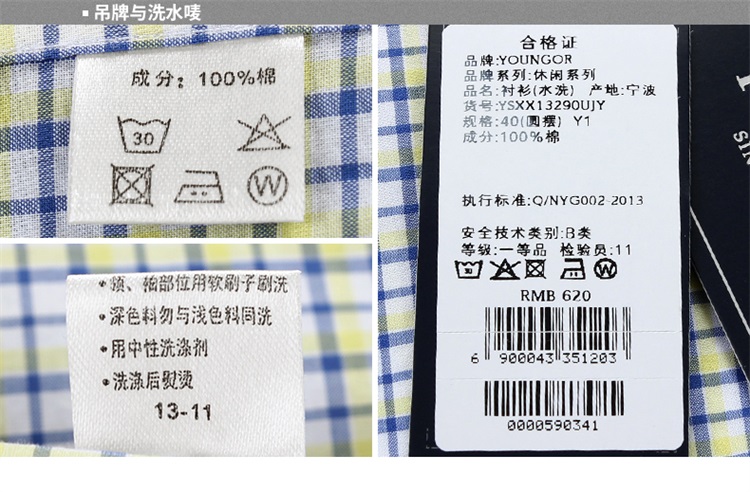 吊牌与洗水唛
成分：100%棉
30
W
•领、袖部位用软刷子刷洗
•深色料勿与浅色料同洗
•用中性洗涤剂
•洗涤后熨烫
13-11
合格证
品牌:YOUNGOR
品牌系列:休闲系列
品名:衬衫(水洗) 产地:宁波
货号:YSXX13290UJY
规格:40(圆摆) Y1
成分:100%棉
执行标准:Q/NYG002-2013
安全技术类别:B类
等级:一等品 检验员:11
30
W
RMB 620
6 900043 351203
0000590341
SIN